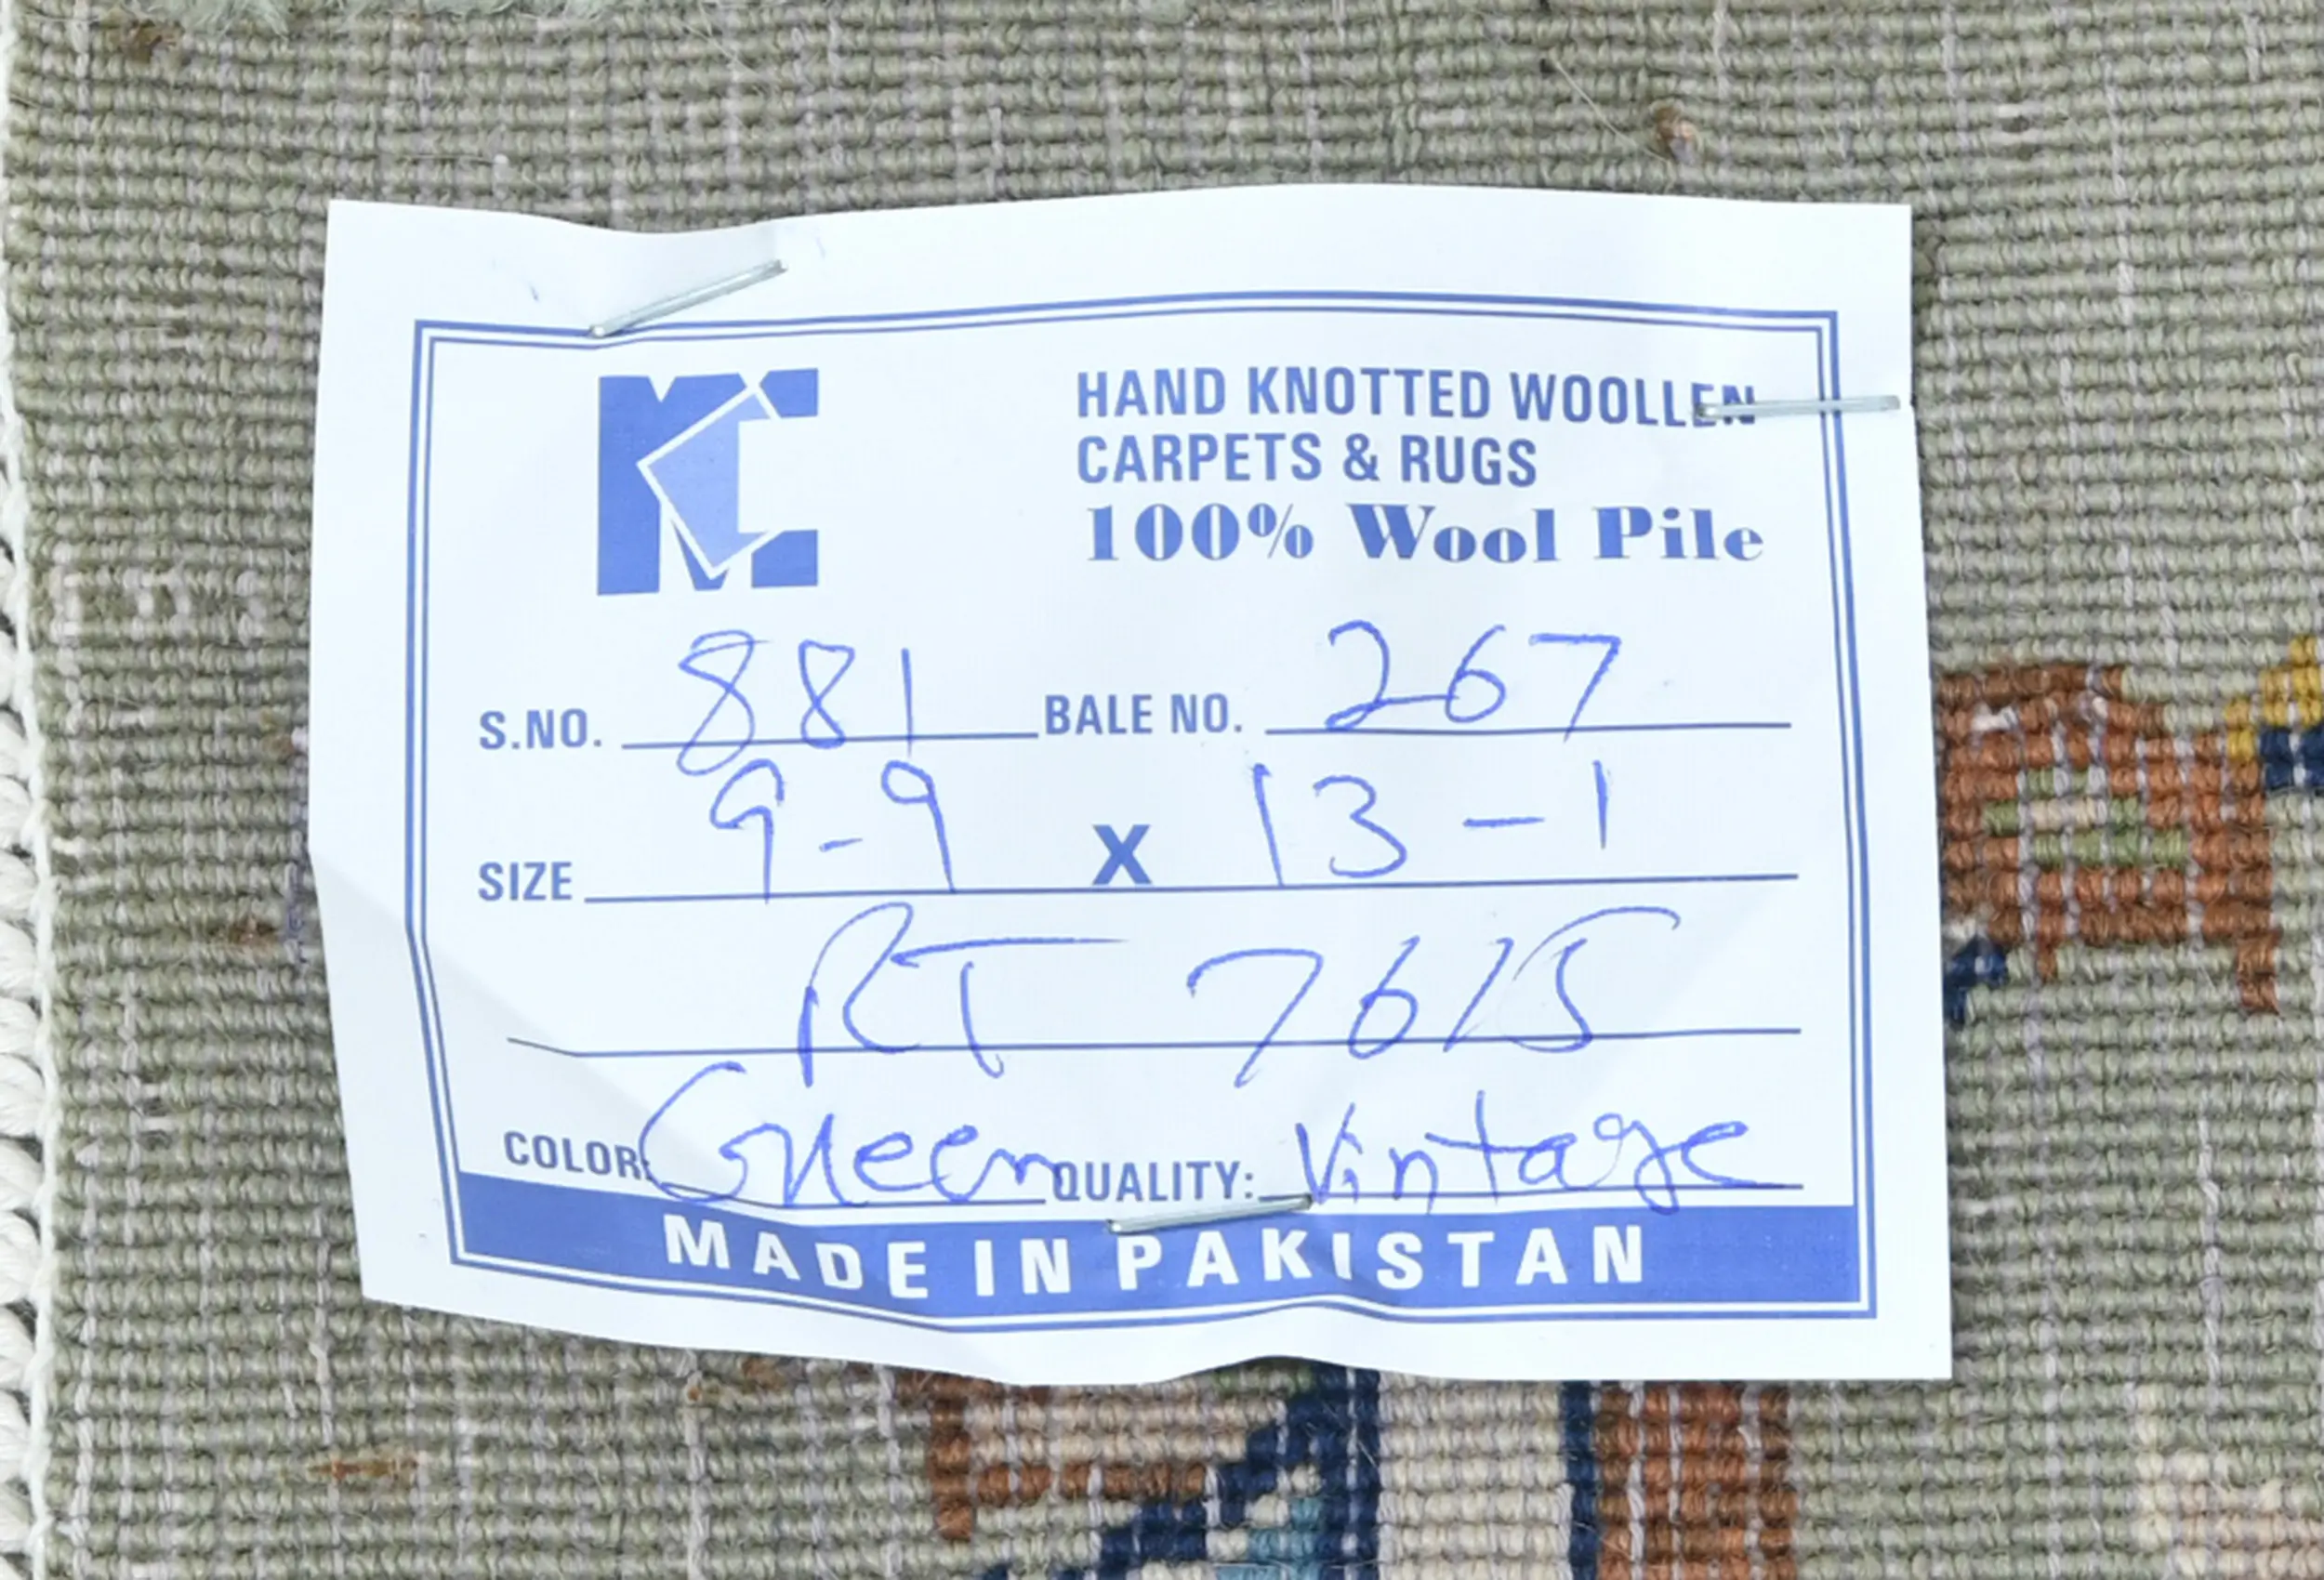 MC
HAND KNOTTED WOOLLEN
CARPETS & RUGS
100% Wool Pile
S.NO. 881 BALE NO. 267
SIZE 9-9 X 13-1
RT 7615
COLOR: Green QUALITY: Vintage
MADE IN PAKISTAN